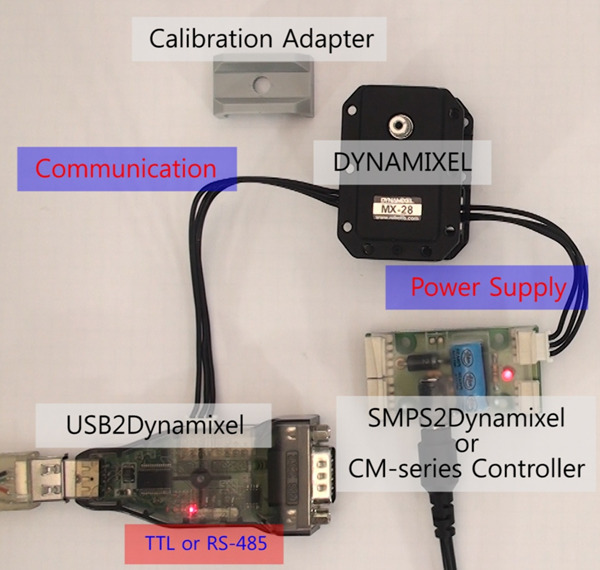 Calibration Adapter
Communication
DYNAMIXEL
DYNAMIXEL
MX-28
www.robotis.com
Power Supply
USB2Dynamixel
SMPS2Dynamixel
or
CM-series Controller
TTL or RS-485